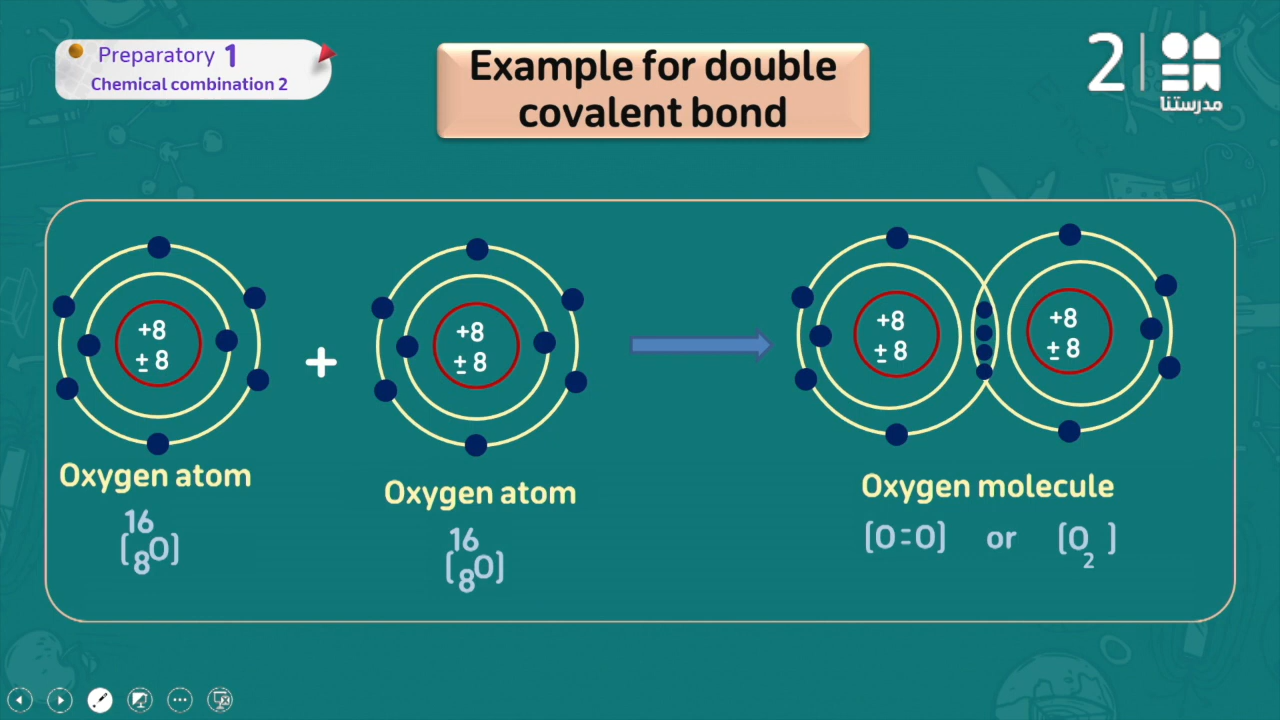 Preparatory 1
Chemical combination 2
Example for double
covalent bond
2
مدرستنا
+8
± 8
+
+8
± 8
+8
± 8
+8
± 8
Oxygen atom
16
[ 8O]
Oxygen atom
16
[ 8O]
Oxygen molecule
[O=O] or [O2 ]